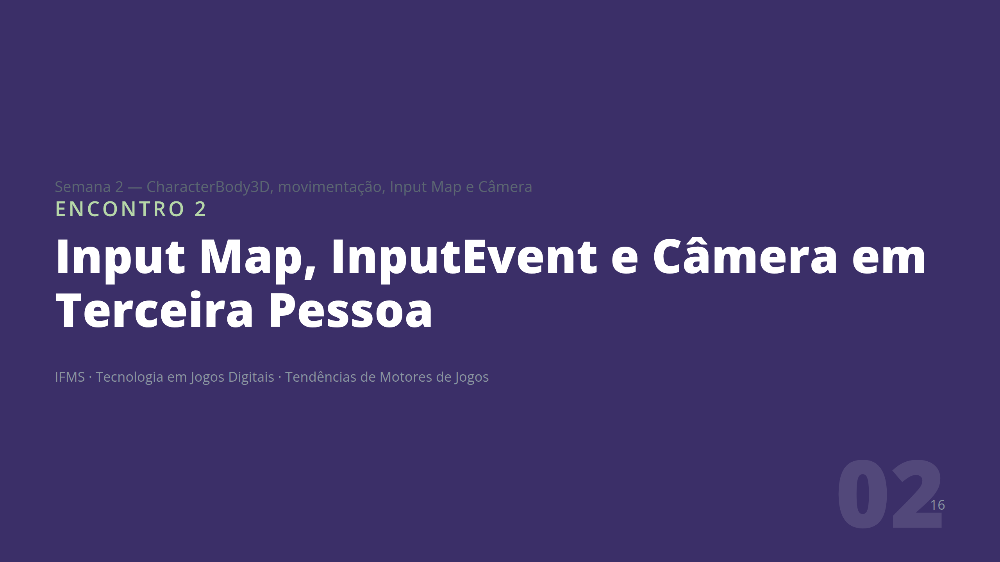 Semana 2 — CharacterBody3D, movimentação, Input Map e Câmera
ENCONTRO 2
Input Map, InputEvent e Câmera em
Terceira Pessoa
IFMS · Tecnologia em Jogos Digitais · Tendências de Motores de Jogos
02
16